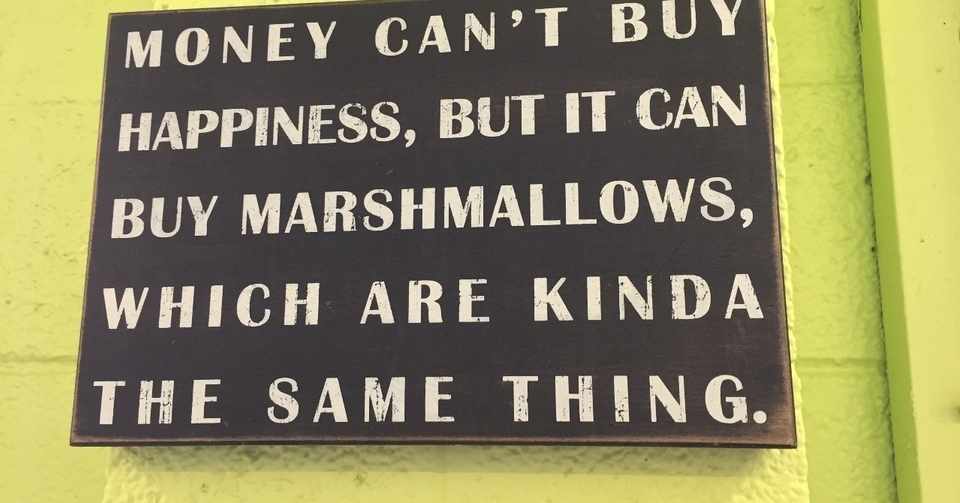 MONEY CAN'T BUY
HAPPINESS, BUT IT CAN
BUY MARSHMALLOWS,
WHICH ARE KINDA
THE SAME THING.